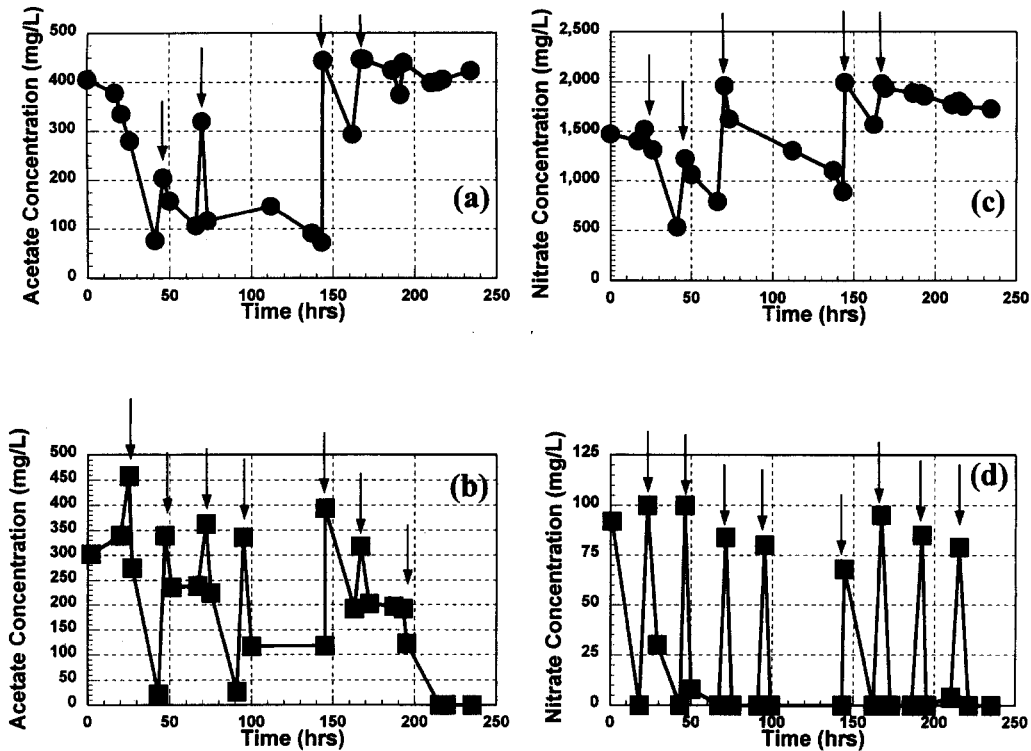 Acetate Concentration (mg/L)
500
400
300
200
100
0
0 50 100 150 200 250
Time (hrs)
(a)
Nitrate Concentration (mg/L)
2,500
2,000
1,500
1,000
500
0
0 50 100 150 200 250
Time (hrs)
(c)
Acetate Concentration (mg/L)
500
450
400
350
300
250
200
150
100
50
0
0 50 100 150 200 250
Time (hrs)
(b)
Nitrate Concentration (mg/L)
125
100
75
50
25
0
0 50 100 150 200 250
Time (hrs)
(d)